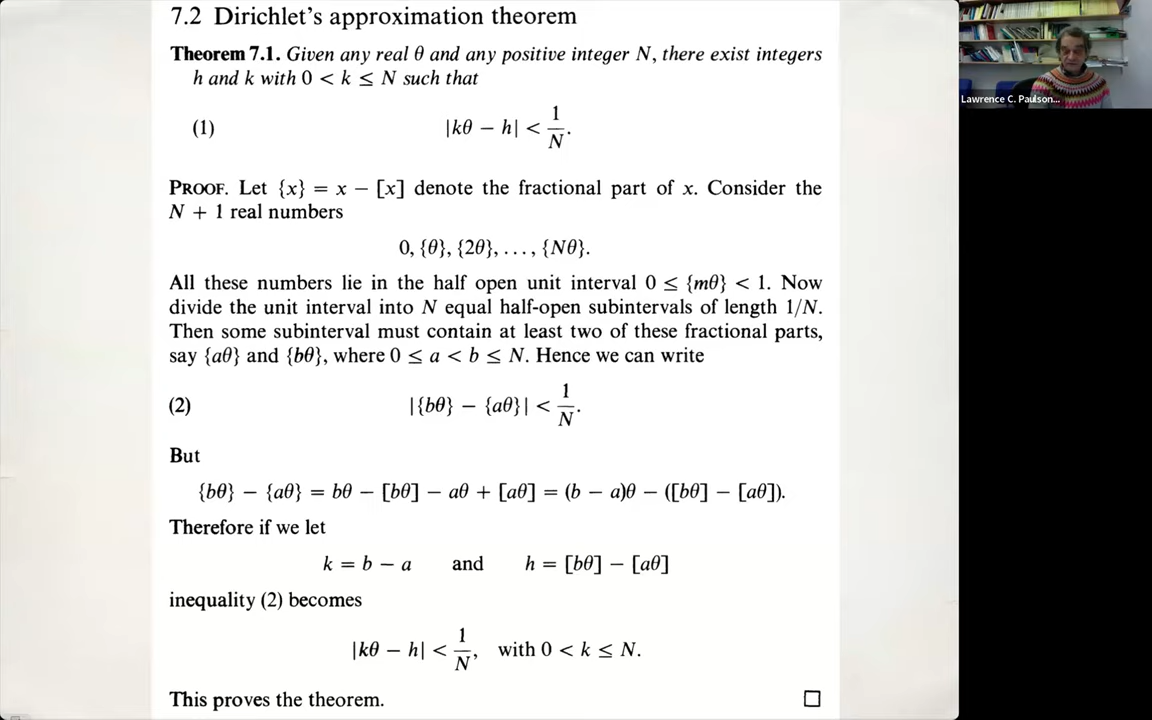 7.2 Dirichlet's approximation theorem
Theorem 7.1. Given any real θ and any positive integer N, there exist integers
h and k with 0 < k ≤ N such that
(1) |kθ − h| < 1/N.
PROOF. Let {x} = x − [x] denote the fractional part of x. Consider the
N + 1 real numbers
0, {θ}, {2θ}, . . . , {Nθ}.
All these numbers lie in the half open unit interval 0 ≤ {mθ} < 1. Now
divide the unit interval into N equal half-open subintervals of length 1/N.
Then some subinterval must contain at least two of these fractional parts,
say {aθ} and {bθ}, where 0 ≤ a < b ≤ N. Hence we can write
(2) |{bθ} − {aθ}| < 1/N.
But
{bθ} − {aθ} = bθ − [bθ] − aθ + [aθ] = (b − a)θ − ([bθ] − [aθ]).
Therefore if we let
k = b − a and h = [bθ] − [aθ]
inequality (2) becomes
|kθ − h| < 1/N, with 0 < k ≤ N.
This proves the theorem. □
Lawrence C. Paulson...